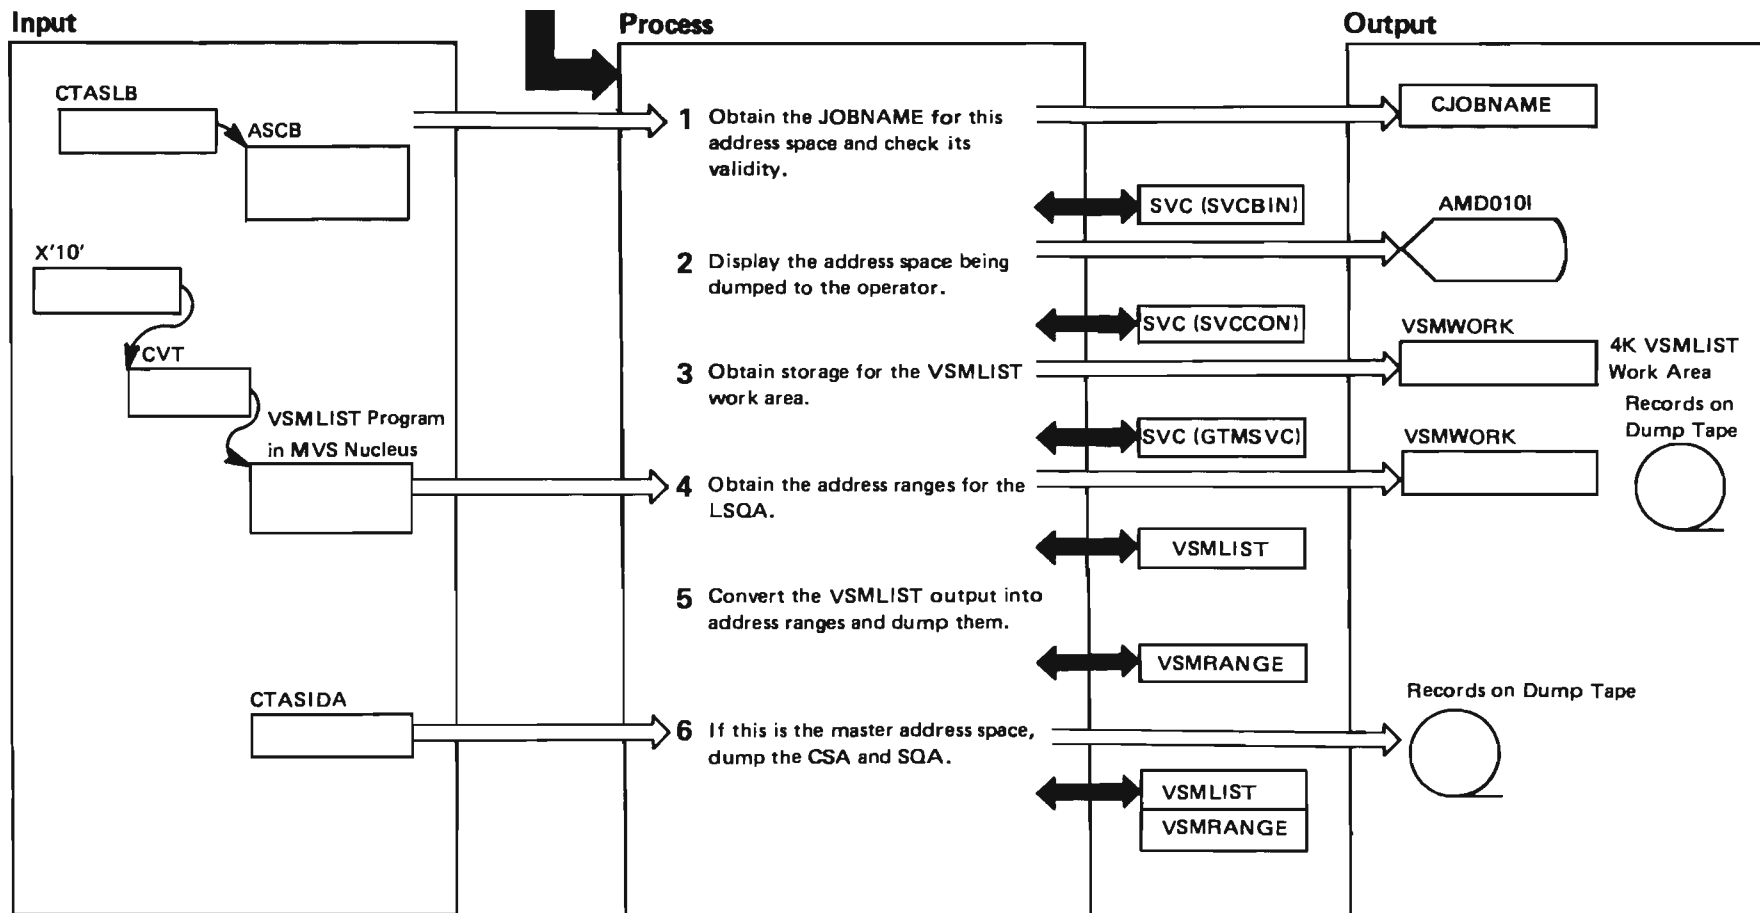 Input
Process
Output
CTASLB
ASCB
X'10'
CVT
VSMLIST Program
in MVS Nucleus
CTASIDA
1 Obtain the JOBNAME for this
address space and check its
validity.
SVC (SVCBIN)
2 Display the address space being
dumped to the operator.
SVC (SVCCON)
3 Obtain storage for the VSMLIST
work area.
SVC (GTMSVC)
4 Obtain the address ranges for the
LSQA.
VSMLIST
5 Convert the VSMLIST output into
address ranges and dump them.
VSMRANGE
6 If this is the master address space,
dump the CSA and SQA.
VSMLIST
VSMRANGE
CJOBNAME
AMD010I
VSMWORK
4K VSMLIST
Work Area
Records on
Dump Tape
VSMWORK
Records on Dump Tape